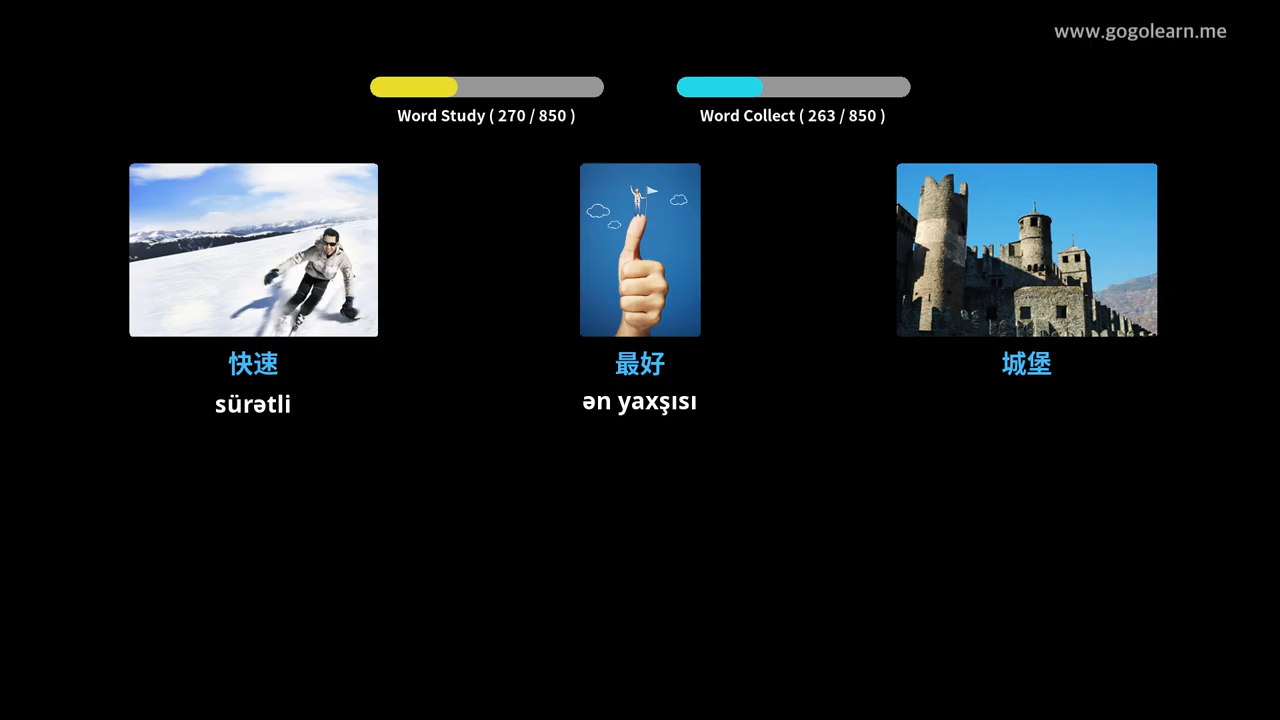 www.gogolearn.me
Word Study ( 270 / 850 )
Word Collect ( 263 / 850 )
快速
最好
城堡
sürətli
ən yaxşısı